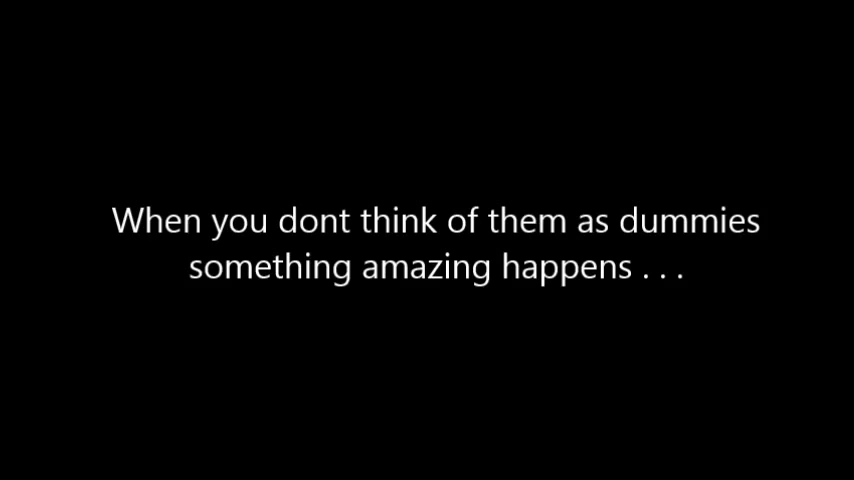 When you dont think of them as dummies
something amazing happens . . .